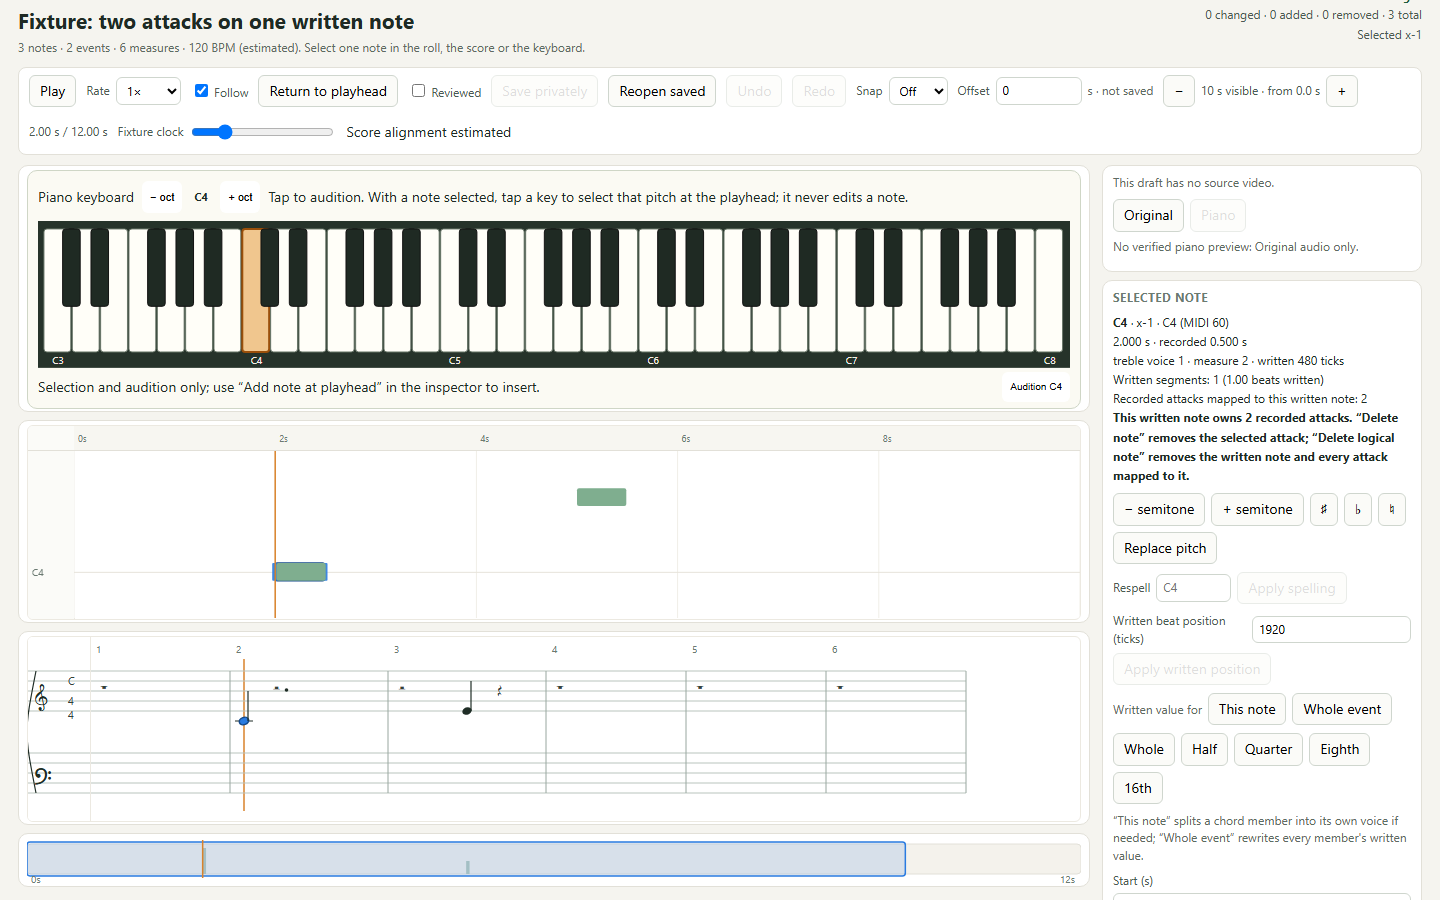 Fixture: two attacks on one written note
0 changed · 0 added · 0 removed · 3 total
3 notes · 2 events · 6 measures · 120 BPM (estimated). Select one note in the roll, the score or the keyboard.
Selected x-1
Play Rate 1× Follow Return to playhead Reviewed Save privately Reopen saved Undo Redo Snap Off Offset 0 s · not saved − 10 s visible · from 0.0 s +
2.00 s / 12.00 s Fixture clock Score alignment estimated
Piano keyboard − oct C4 + oct Tap to audition. With a note selected, tap a key to select that pitch at the playhead; it never edits a note.
C3 C4 C5 C6 C7 C8
Selection and audition only; use “Add note at playhead” in the inspector to insert.
Audition C4
0s 2s 4s 6s 8s
C4
1 2 3 4 5 6
C
4
4
0s 12s
This draft has no source video.
Original Piano
No verified piano preview: Original audio only.
SELECTED NOTE
C4 · x-1 · C4 (MIDI 60)
2.000 s · recorded 0.500 s
treble voice 1 · measure 2 · written 480 ticks
Written segments: 1 (1.00 beats written)
Recorded attacks mapped to this written note: 2
This written note owns 2 recorded attacks. “Delete
note” removes the selected attack; “Delete logical
note” removes the written note and every attack
mapped to it.
− semitone + semitone ♯ ♭ ♮
Replace pitch
Respell C4 Apply spelling
Written beat position
(ticks)
1920
Apply written position
Written value for This note Whole event
Whole Half Quarter Eighth
16th
“This note” splits a chord member into its own voice if
needed; “Whole event” rewrites every member's written
value.
Start (s)